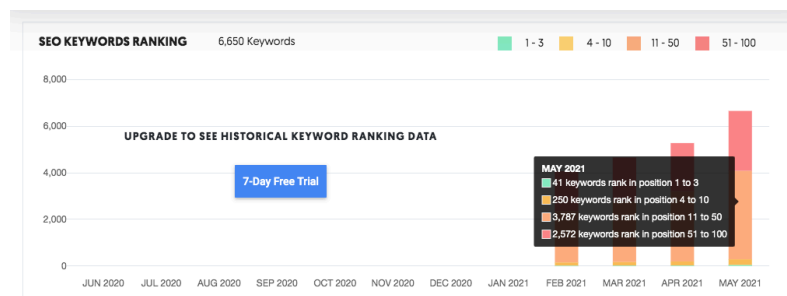 SEO KEYWORDS RANKING 6,650 Keywords 1 - 3 4 - 10 11 - 50 51 - 100
8,000
6,000
UPGRADE TO SEE HISTORICAL KEYWORD RANKING DATA
4,000
7-Day Free Trial
MAY 2021
41 keywords rank in position 1 to 3
250 keywords rank in position 4 to 10
3,787 keywords rank in position 11 to 50
2,572 keywords rank in position 51 to 100
2,000
0
JUN 2020 JUL 2020 AUG 2020 SEP 2020 OCT 2020 NOV 2020 DEC 2020 JAN 2021 FEB 2021 MAR 2021 APR 2021 MAY 2021